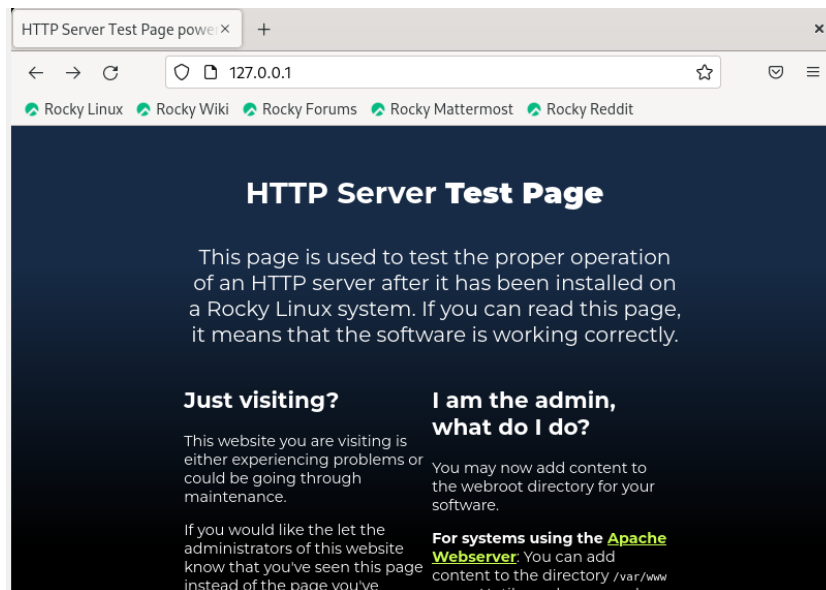 HTTP Server Test Page powe
127.0.0.1
Rocky Linux Rocky Wiki Rocky Forums Rocky Mattermost Rocky Reddit
HTTP Server Test Page
This page is used to test the proper operation
of an HTTP server after it has been installed on
a Rocky Linux system. If you can read this page,
it means that the software is working correctly.
Just visiting?
This website you are visiting is
either experiencing problems or
could be going through
maintenance.
If you would like the let the
administrators of this website
know that you've seen this page
instead of the page you've
I am the admin,
what do I do?
You may now add content to
the webroot directory for your
software.
For systems using the Apache
Webserver: You can add
content to the directory /var/www